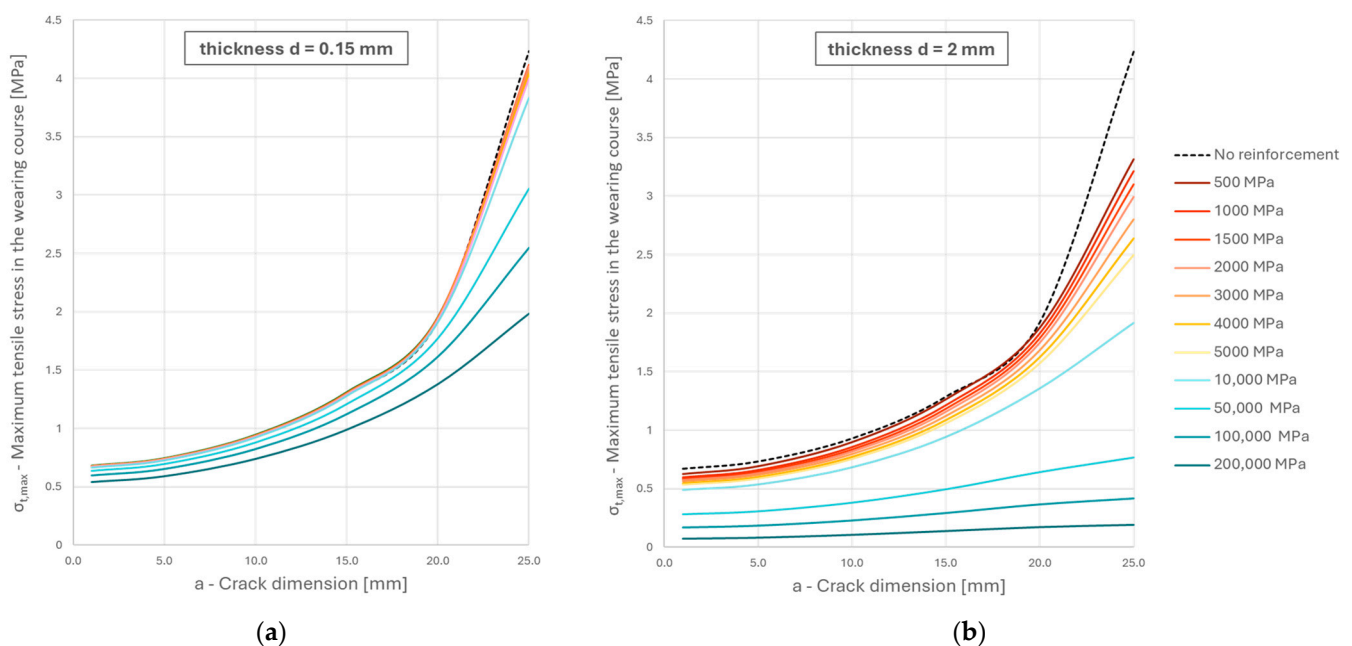 thickness d = 0.15 mm
σt,max - Maximum tensile stress in the wearing course [MPa]
4.5
4
3.5
3
2.5
2
1.5
1
0.5
0
0.0
5.0
10.0
15.0
20.0
25.0
a - Crack dimension [mm]
(a)
thickness d = 2 mm
σt,max - Maximum tensile stress in the wearing course [MPa]
4.5
4
3.5
3
2.5
2
1.5
1
0.5
0
0.0
5.0
10.0
15.0
20.0
25.0
a - Crack dimension [mm]
(b)
No reinforcement
500 MPa
1000 MPa
1500 MPa
2000 MPa
3000 MPa
4000 MPa
5000 MPa
10,000 MPa
50,000 MPa
100,000 MPa
200,000 MPa